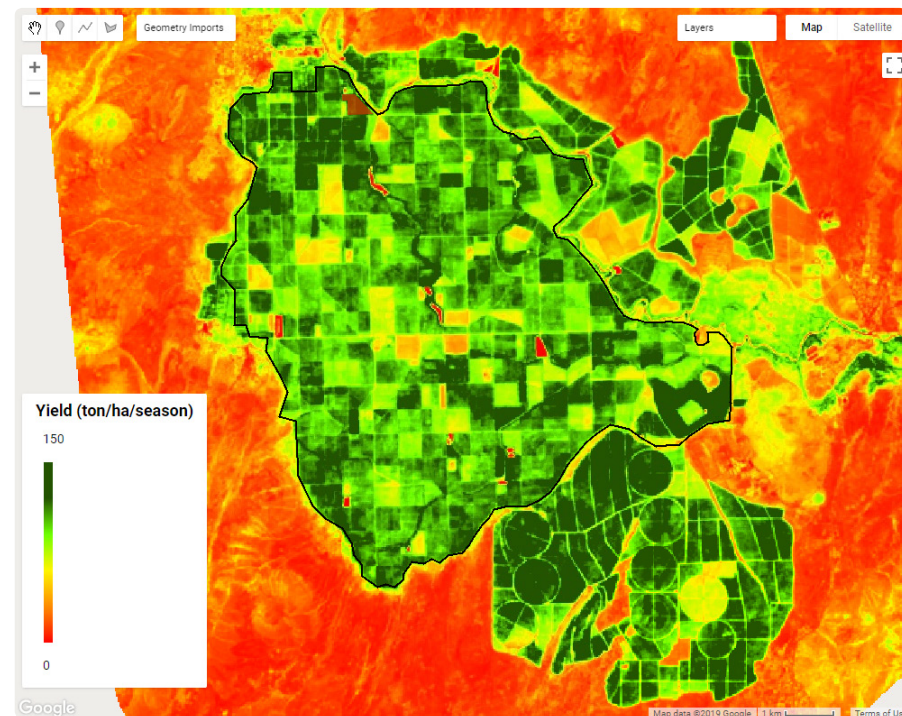 Geometry Imports
Layers
Map Satellite
+
−
Yield (ton/ha/season)
150
0
Google
Map data ©2019 Google 1 km Terms of Us